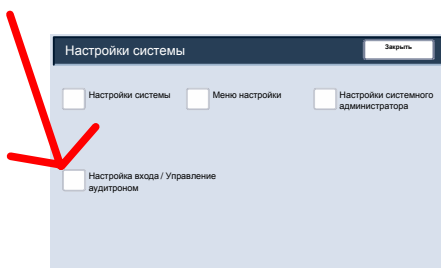 Настройки системы
Закрыть
Настройки системы
Меню настройки
Настройки системного
администратора
Настройка входа / Управление
аудитроном